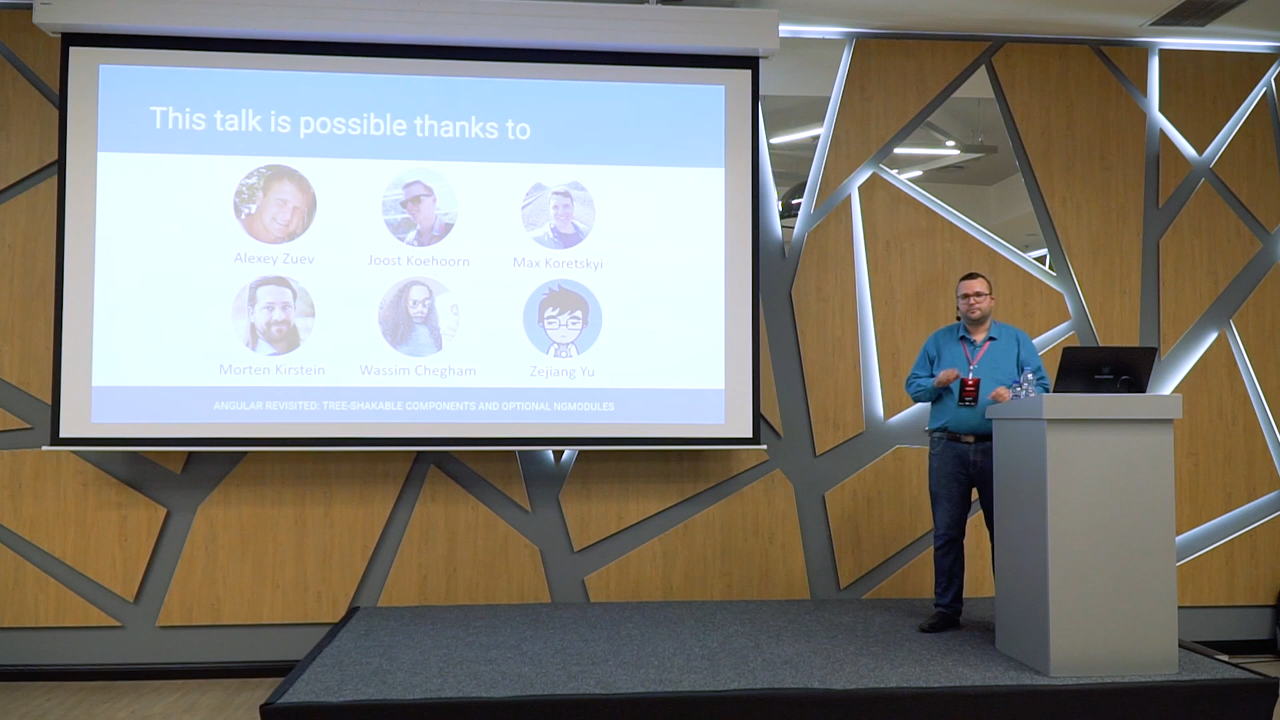 This talk is possible thanks to
Alexey Zuev Joost Koehoorn Max Koretskyi
Morten Kirstein Wassim Chegham Zejiang Yu
ANGULAR REVISITED: TREE-SHAKABLE COMPONENTS AND OPTIONAL NGMODULES